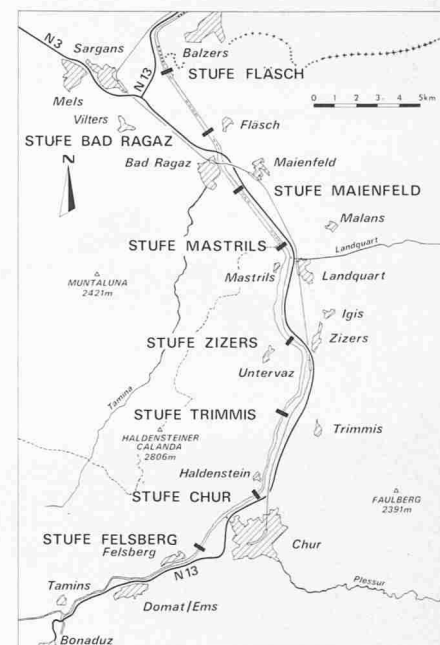 N3
Sargans
N13
Balzers
STUFE FLÄSCH
0 1 2 3 4 5km
Mels
Vilters
Fläsch
STUFE BAD RAGAZ
Bad Ragaz
Maienfeld
N
STUFE MAIENFELD
Malans
STUFE MASTRILS
Landquart
Mastrils
Landquart
MUNTALUNA
2421m
Igis
STUFE ZIZERS
Zizers
Untervaz
Tamina
STUFE TRIMMIS
Trimmis
HALDENSTEINER
CALANDA
2806m
Haldenstein
STUFE CHUR
FAULBERG
2391m
STUFE FELSBERG
Felsberg
Chur
N13
Plessur
Tamins
Domat/Ems
Bonaduz